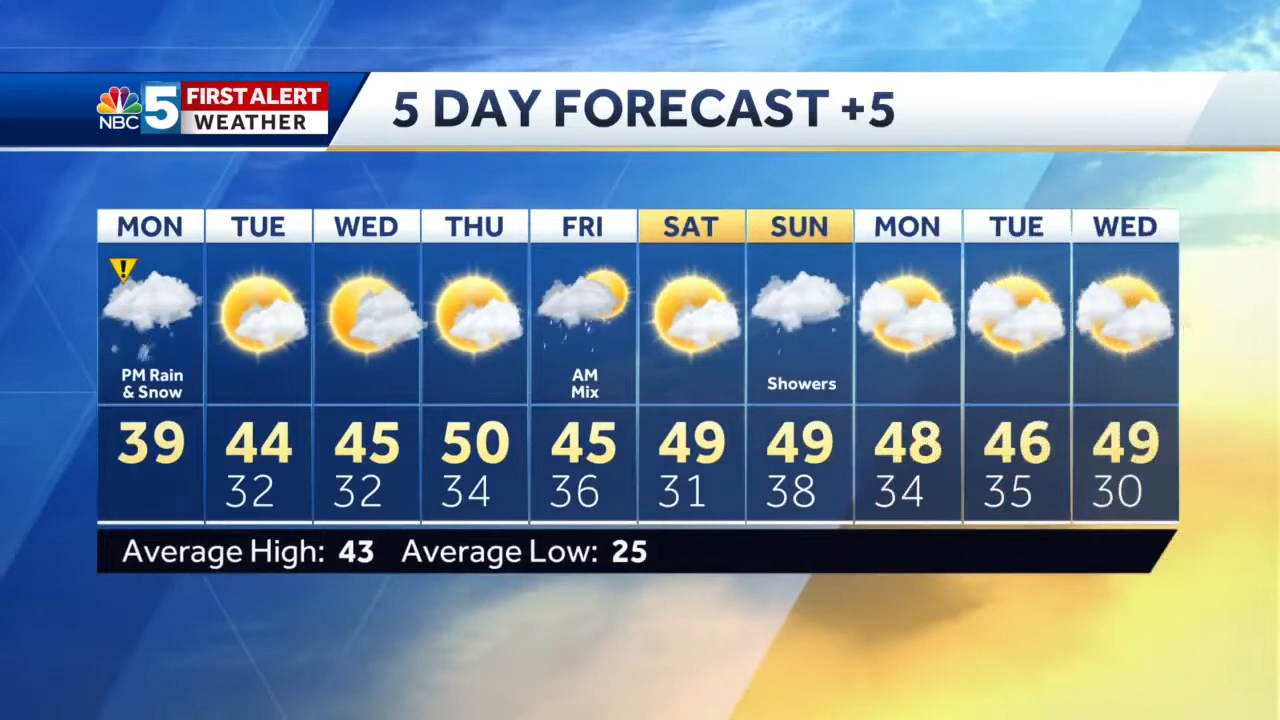 NBC 5 FIRST ALERT WEATHER
5 DAY FORECAST +5
MON TUE WED THU FRI SAT SUN MON TUE WED
!
PM Rain
& Snow
AM
Mix
Showers
39 44 45 50 45 49 49 48 46 49
32 32 34 36 31 38 34 35 30
Average High: 43 Average Low: 25